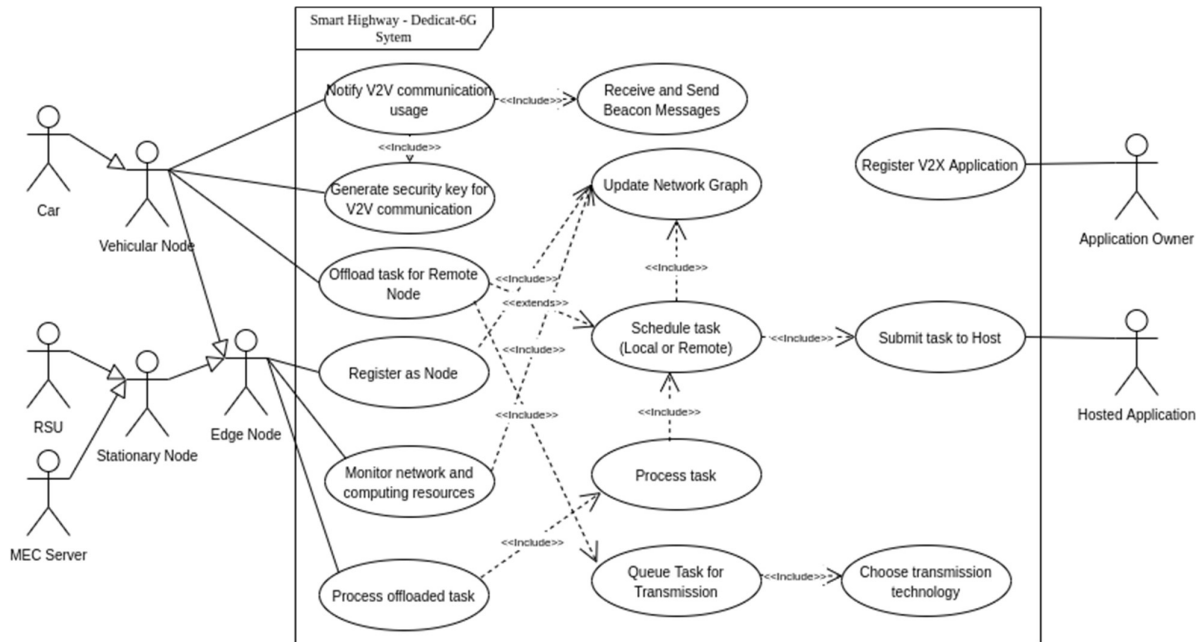 Smart Highway - Dedicat-6G
Sytem
Notify V2V communication
usage
<<Include>>
Receive and Send
Beacon Messages
<<Include>>
Generate security key for
V2V communication
Update Network Graph
Register V2X Application
Application Owner
Car
Vehicular Node
Offload task for Remote
Node
<<Include>>
<<extends>>
<<Include>>
<<Include>>
Schedule task
(Local or Remote)
<<Include>>
Submit task to Host
Hosted Application
Register as Node
<<Include>>
RSU
Stationary Node
Edge Node
<<Include>>
Monitor network and
computing resources
Process task
MEC Server
<<Include>>
Process offloaded task
Queue Task for
Transmission
<<Include>>
Choose transmission
technology